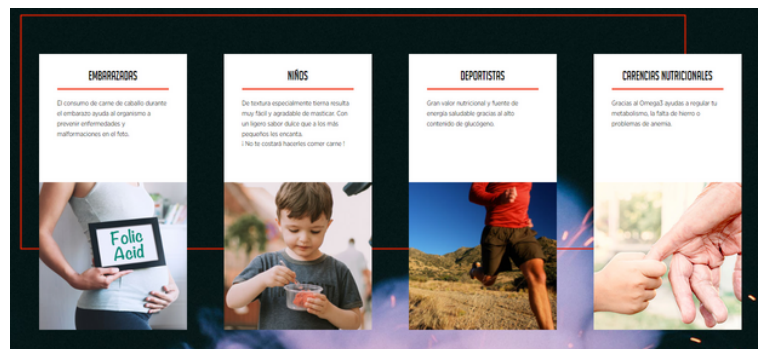 EMBARAZADAS
El consumo de carne de caballo durante
el embarazo ayuda al organismo a
prevenir enfermedades y
malformaciones en el foto.
Folic
Acid
NIÑOS
De textura especialmente tierna resulta
muy fácil y agradable de masticar. Con
un ligero sabor dulce que a los más
pequeños les encanta.
¡ No te costará hacerles comer carne !
DEPORTISTAS
Gran valor nutricional y fuente de
energía saludable gracias al alto
contenido de glucógeno.
CARENCIAS NUTRICIONALES
Gracias al Omega3 ayudas a regular tu
metabolismo, la falta de hierro o
problemas de anemia.